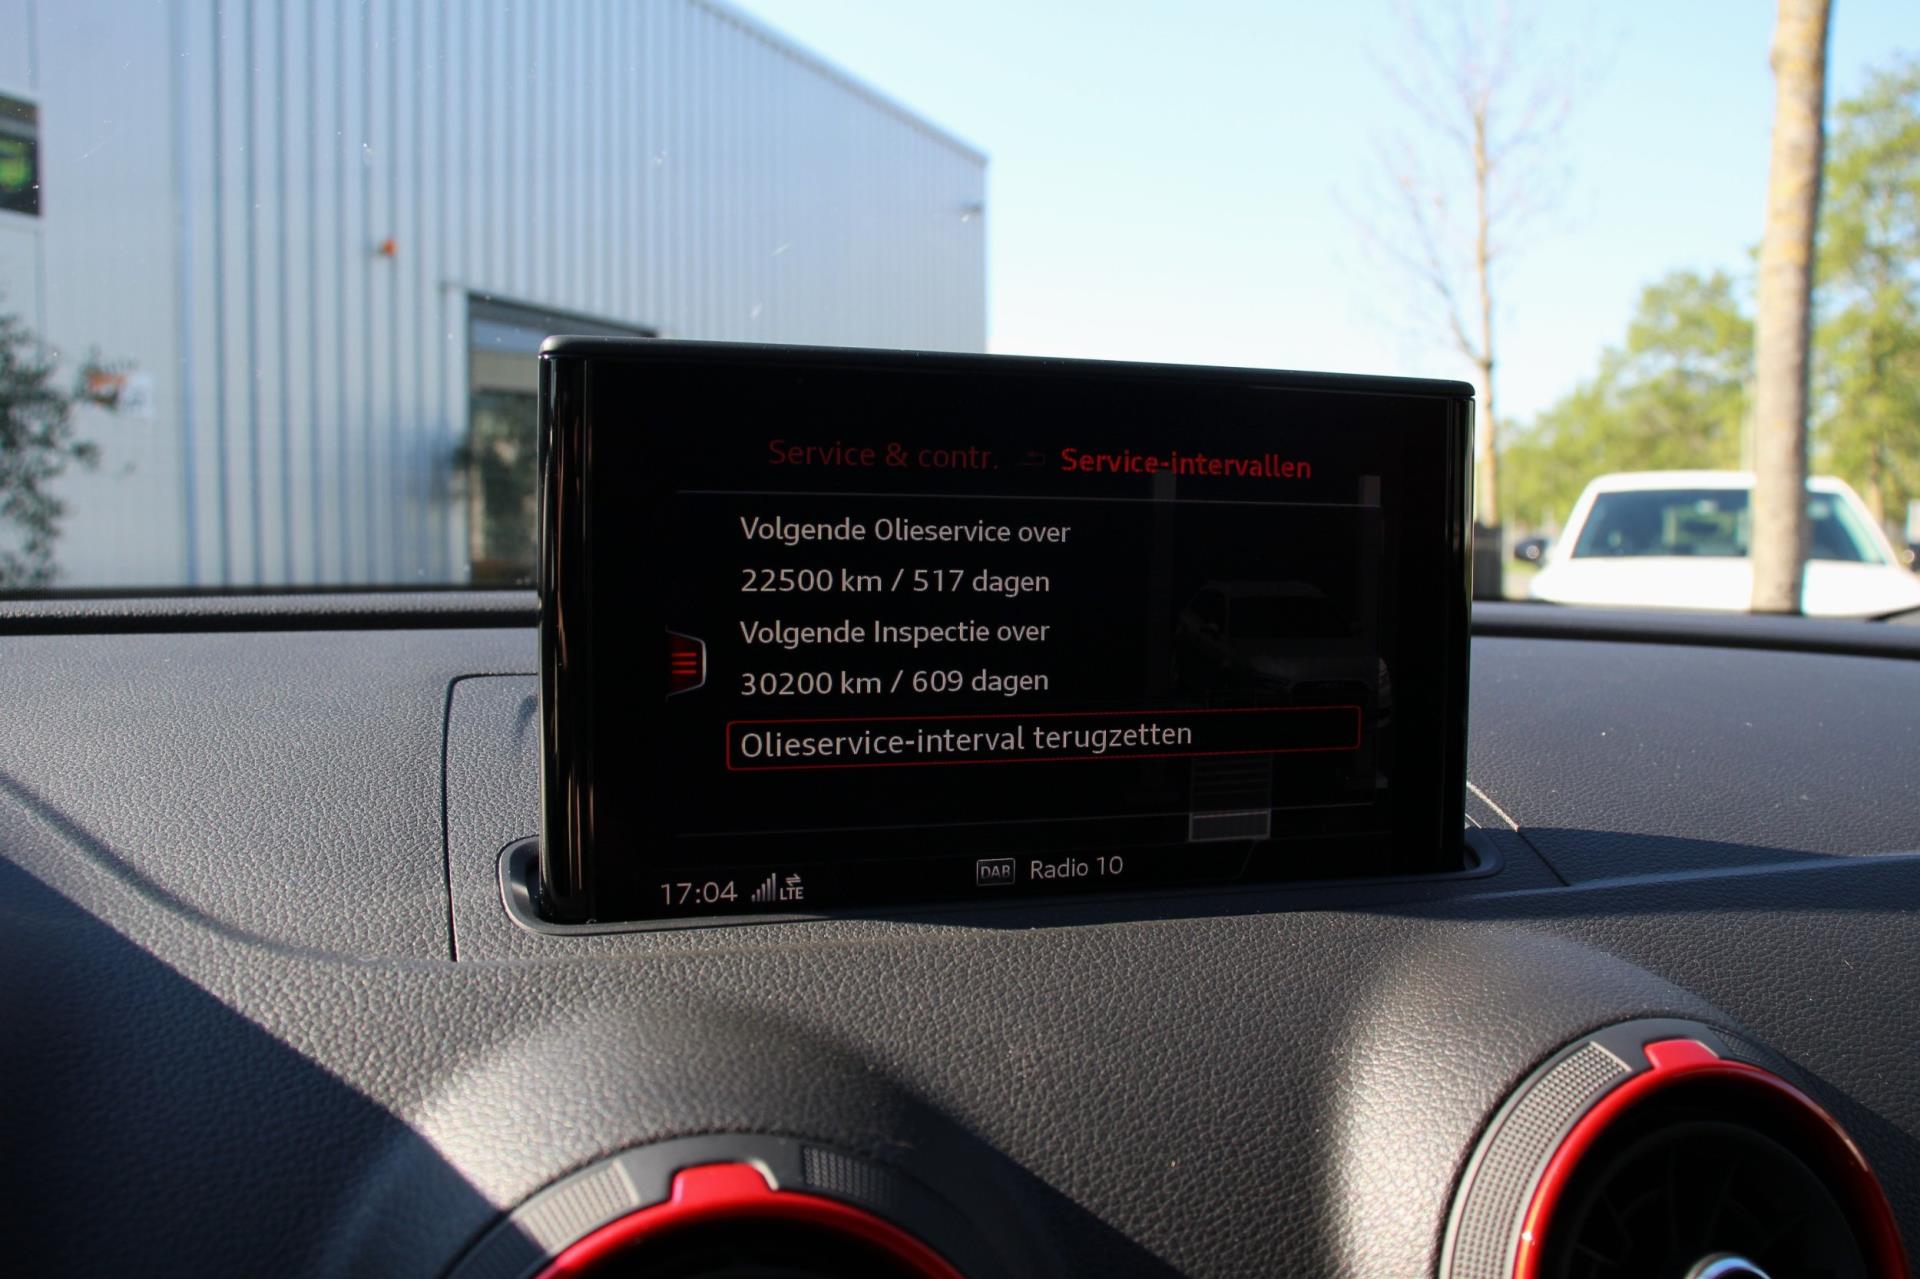 Service & contr. Service-intervallen
Volgende Olieservice over
22500 km / 517 dagen
Volgende Inspectie over
30200 km / 609 dagen
Olieservice-interval terugzetten
17:04 LTE DAB Radio 10